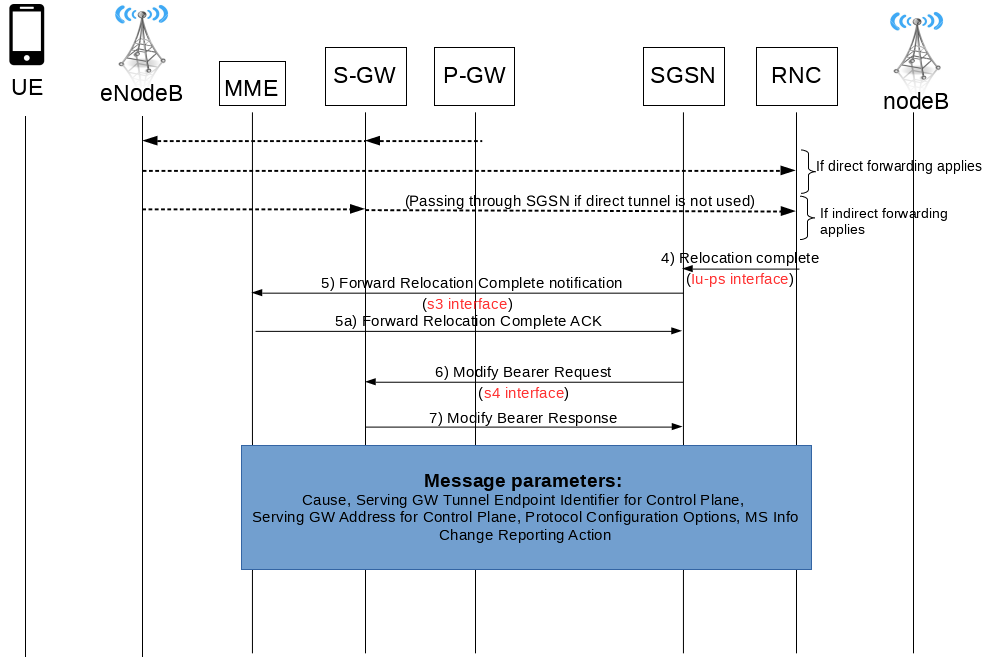 UE
eNodeB
MME
S-GW
P-GW
SGSN
RNC
nodeB
If direct forwarding applies
(Passing through SGSN if direct tunnel is not used)
If indirect forwarding
applies
4) Relocation complete
(Iu-ps interface)
5) Forward Relocation Complete notification
(s3 interface)
5a) Forward Relocation Complete ACK
6) Modify Bearer Request
(s4 interface)
7) Modify Bearer Response
Message parameters:
Cause, Serving GW Tunnel Endpoint Identifier for Control Plane,
Serving GW Address for Control Plane, Protocol Configuration Options, MS Info
Change Reporting Action